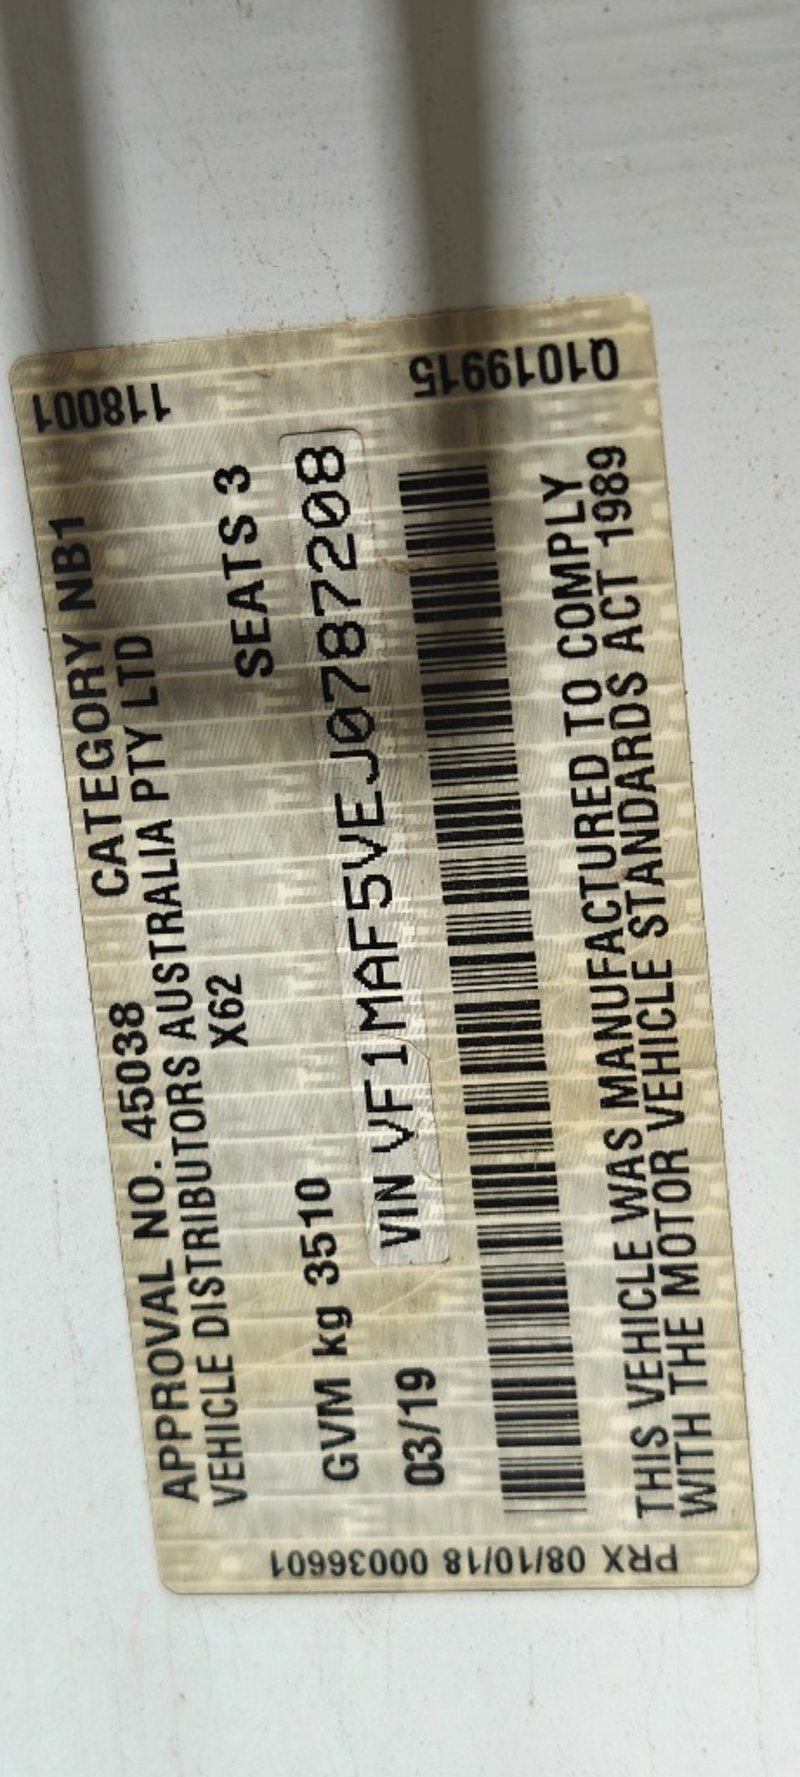 APPROVAL NO. 45038 CATEGORY NB1
VEHICLE DISTRIBUTORS AUSTRALIA PTY LTD
X62 SEATS 3
GVM kg 3510
03/19 VIN VF1MAF5VEJ0787208
THIS VEHICLE WAS MANUFACTURED TO COMPLY
WITH THE MOTOR VEHICLE STANDARDS ACT 1989
118001
Q1019915
PRX 08/10/18 00036601